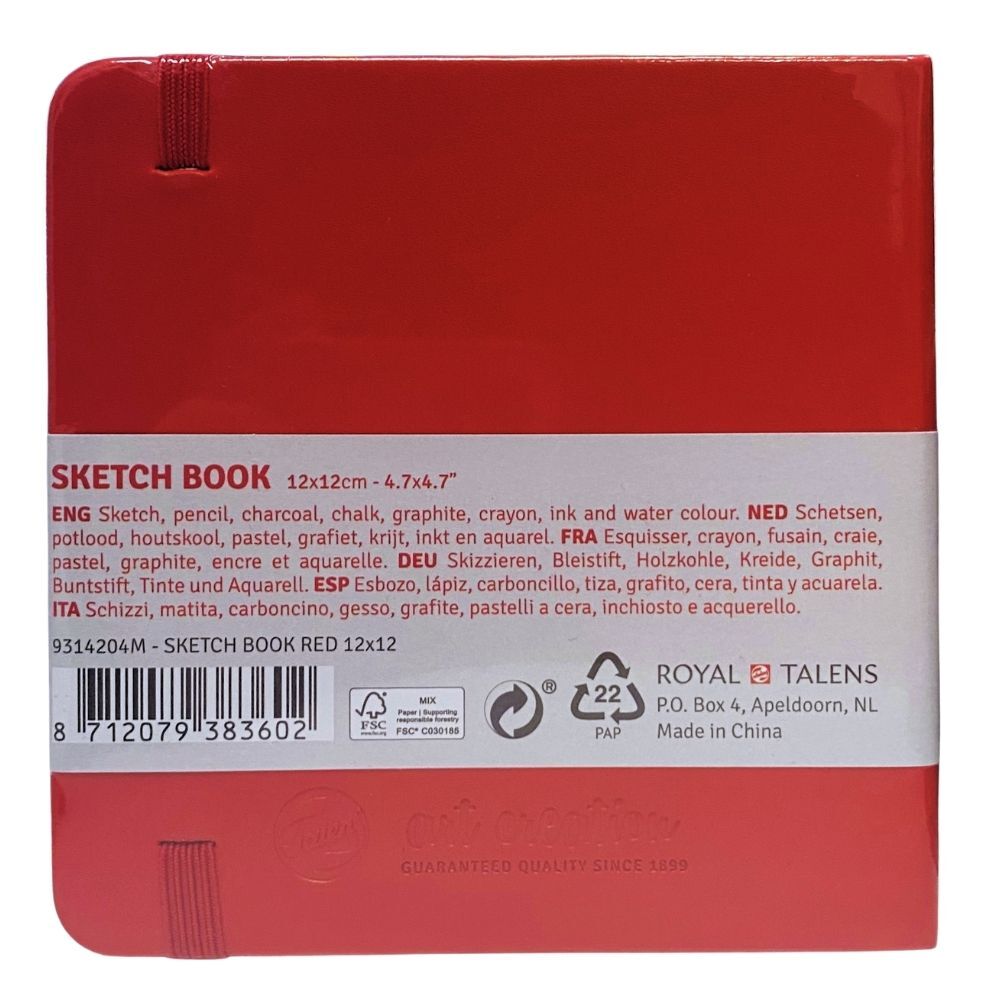 SKETCH BOOK 12x12cm - 4.7x4.7”
ENG Sketch, pencil, charcoal, chalk, graphite, crayon, ink and water colour. NED Schetsen,
potlood, houtskool, pastel, grafiet, krijt, inkt en aquarel. FRA Esquisser, crayon, fusain, craie,
pastel, graphite, encre et aquarelle. DEU Skizzieren, Bleistift, Holzkohle, Kreide, Graphit,
Buntstift, Tinte und Aquarell. ESP Esbozo, lápiz, carboncillo, tiza, grafito, cera, tinta y acuarela.
ITA Schizzi, matita, carboncino, gesso, grafite, pastelli a cera, inchiosto e acquerello.
9314204M - SKETCH BOOK RED 12x12
8 712079 383602
FSC
www.fsc.org
MIX
Paper | Supporting
responsible forestry
FSC® C030185
®
22
PAP
ROYAL TALENS
P.O. Box 4, Apeldoorn, NL
Made in China
Talens
art creation
GUARANTEED QUALITY SINCE 1899